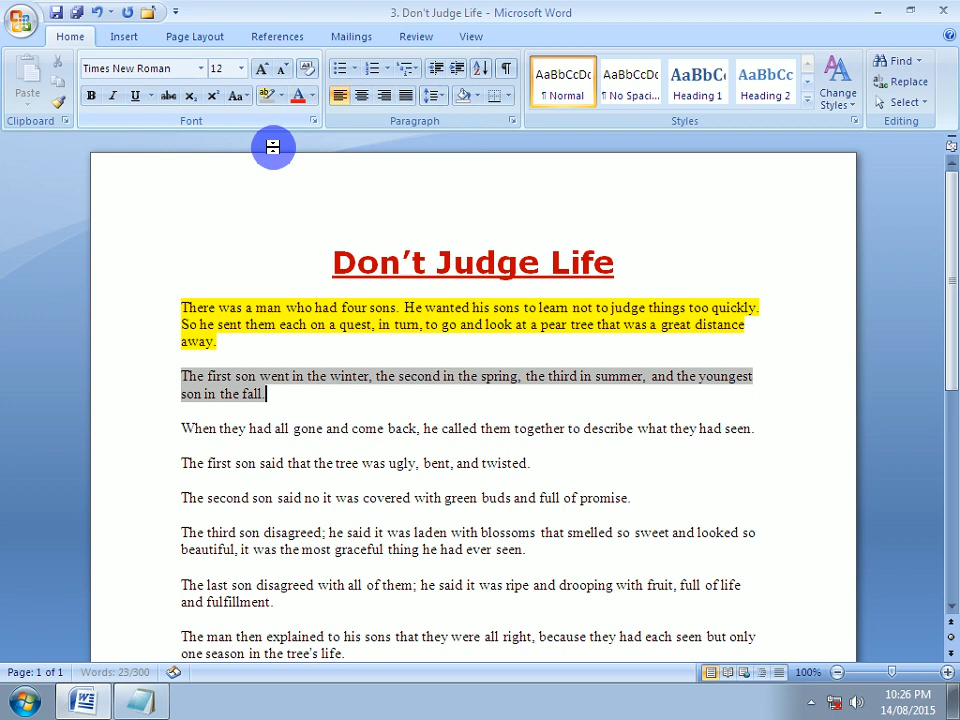 3. Don't Judge Life - Microsoft Word
Home Insert Page Layout References Mailings Review View
Paste
Clipboard
Times New Roman 12
B I U abc x₂ x² Aa
Font
Paragraph
AaBbCcDc AaBbCcDc AaBbC AaBbCc
¶ Normal ¶ No Spaci... Heading 1 Heading 2
Change Styles
Styles
Find
Replace
Select
Editing
Don't Judge Life
There was a man who had four sons. He wanted his sons to learn not to judge things too quickly.
So he sent them each on a quest, in turn, to go and look at a pear tree that was a great distance
away.
The first son went in the winter, the second in the spring, the third in summer, and the youngest
son in the fall.
When they had all gone and come back, he called them together to describe what they had seen.
The first son said that the tree was ugly, bent, and twisted.
The second son said no it was covered with green buds and full of promise.
The third son disagreed; he said it was laden with blossoms that smelled so sweet and looked so
beautiful, it was the most graceful thing he had ever seen.
The last son disagreed with all of them; he said it was ripe and drooping with fruit, full of life
and fulfillment.
The man then explained to his sons that they were all right, because they had each seen but only
one season in the tree's life.
Page: 1 of 1 Words: 23/300 100%
10:26 PM
14/08/2015